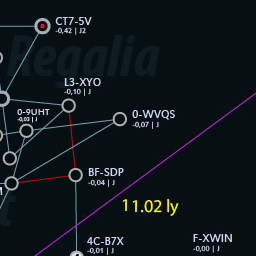 CT7-5V
-0,42 | J2
Regalia
L3-XYO
-0,10 | J
0-9UHT
-0,03 | J
0-WVQS
-0,07 | J
BF-SDP
-0,04 | J
11.02 ly
4C-B7X
-0,01 | J
F-XWIN
-0,00 | J